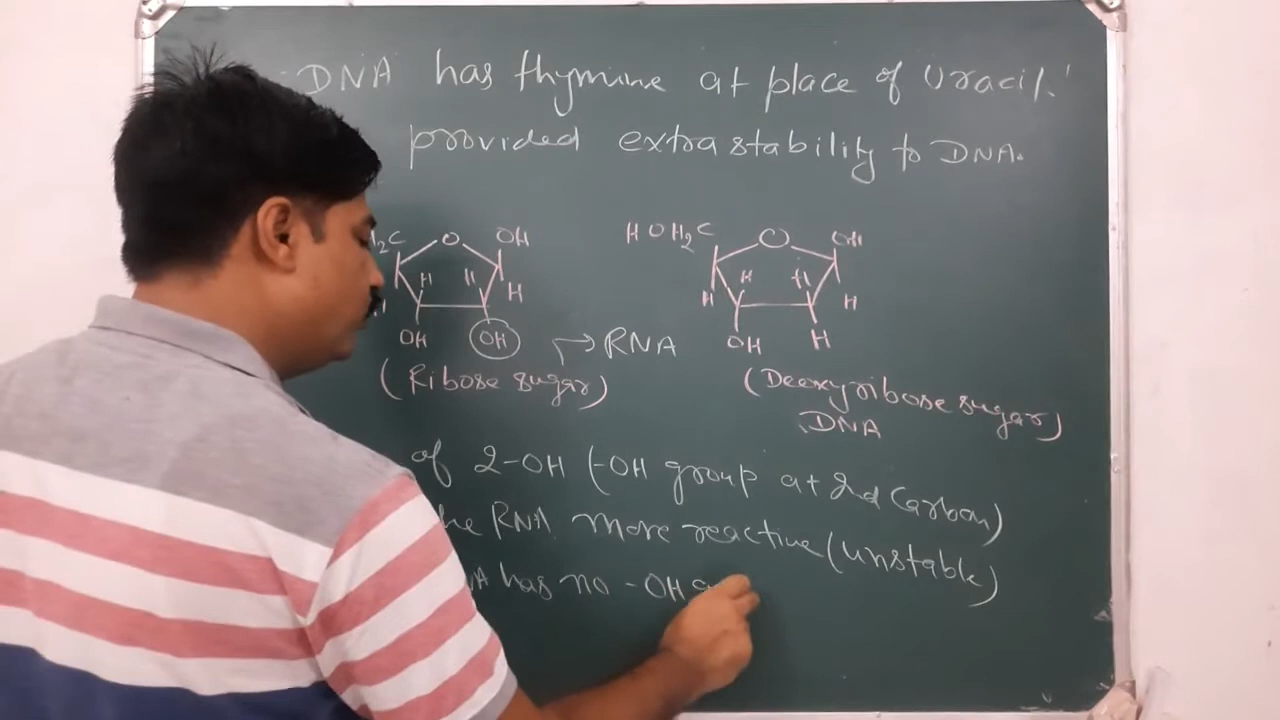 DNA has thymine at place of Uracil.
provided extra stability to DNA.
2C O OH HOH2C O OH
H H H H H
OH OH H OH H
→ RNA
(Ribose sugar) (Deoxyribose sugar)
DNA
of 2-OH (-OH group at 2nd Carbon)
the RNA More reactive (unstable)
has no -OH